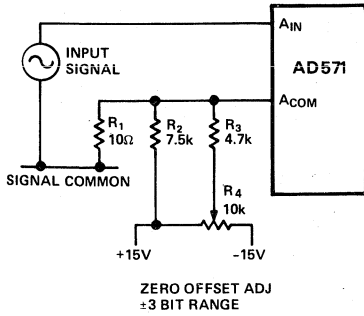 INPUT
SIGNAL
AIN
AD571
ACOM
R1
10Ω
R2
7.5k
R3
4.7k
SIGNAL COMMON
R4
10k
+15V
-15V
ZERO OFFSET ADJ
±3 BIT RANGE